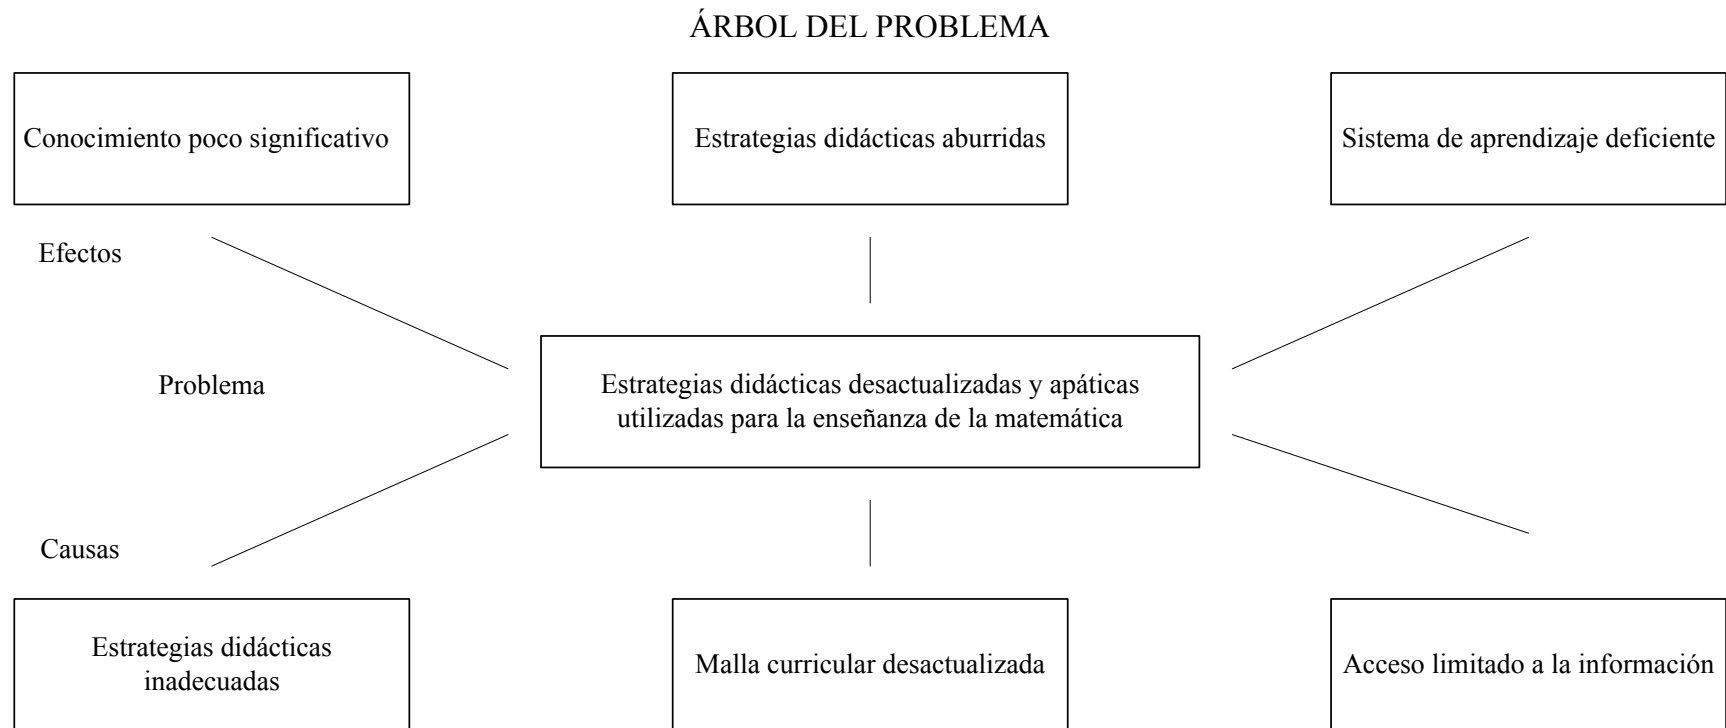 ÁRBOL DEL PROBLEMA
Conocimiento poco significativo
Estrategias didácticas aburridas
Sistema de aprendizaje deficiente
Efectos
Problema
Estrategias didácticas desactualizadas y apáticas
utilizadas para la enseñanza de la matemática
Causas
Estrategias didácticas
inadecuadas
Malla curricular desactualizada
Acceso limitado a la información